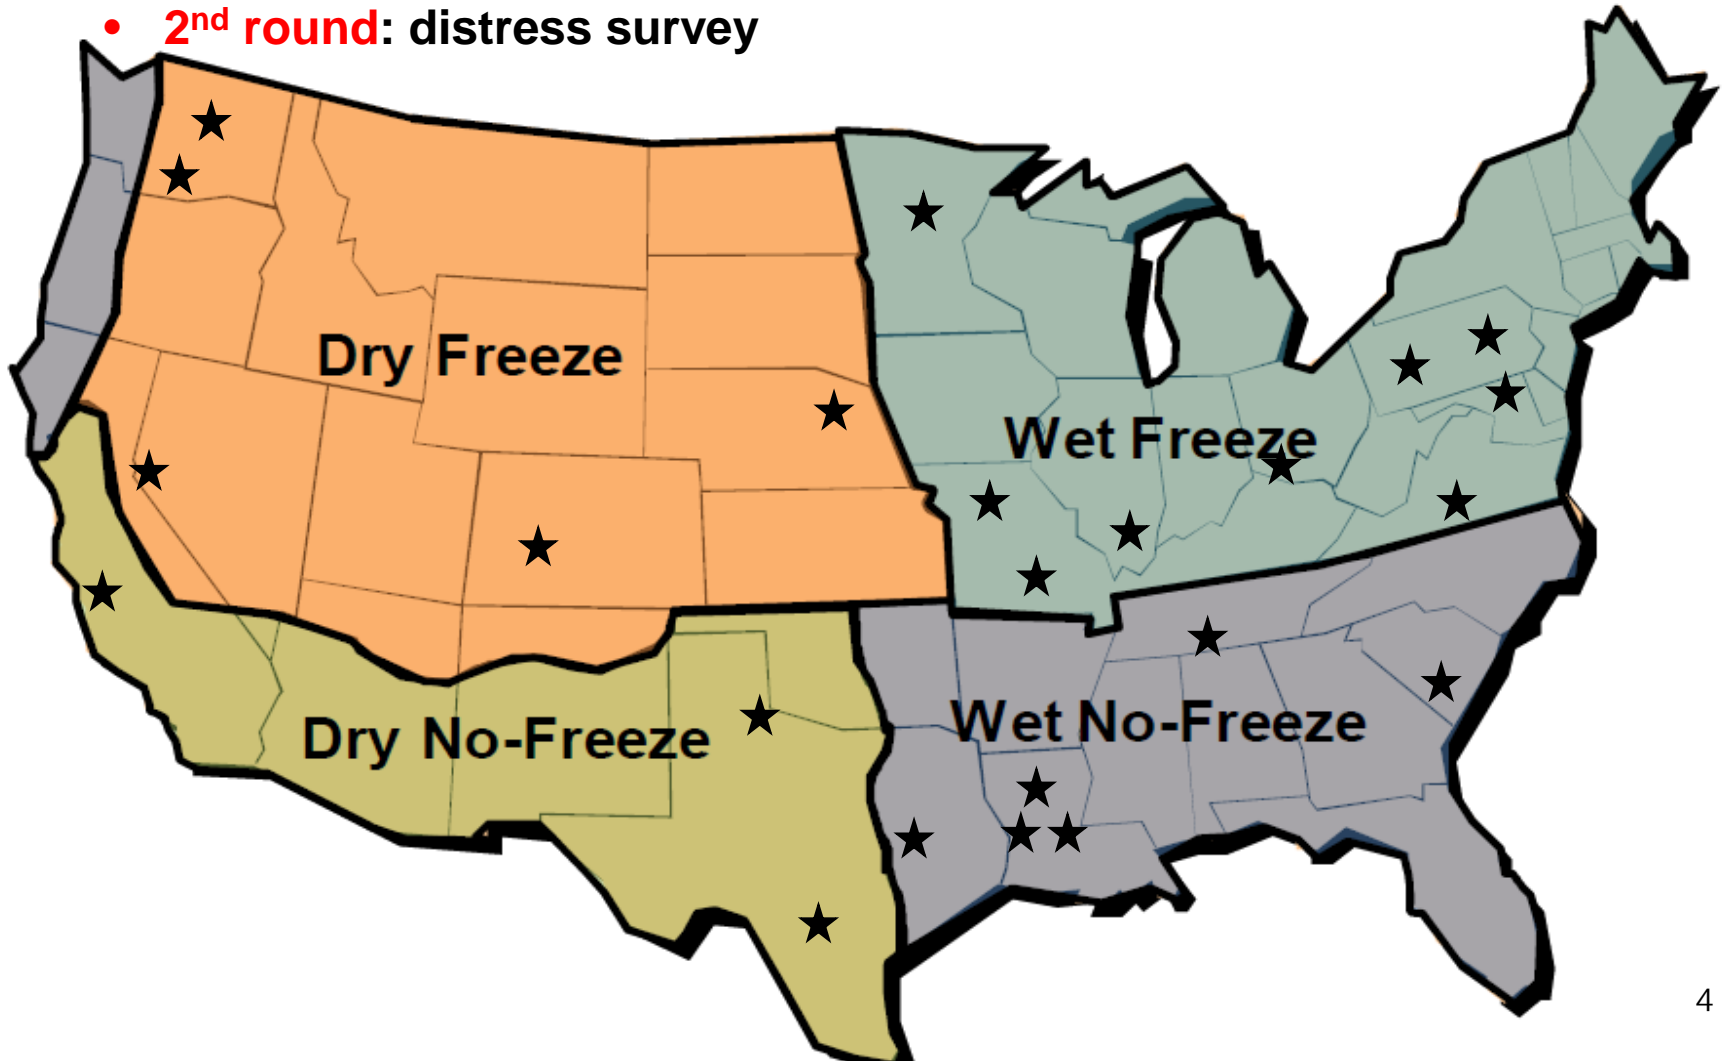 • 2nd round: distress survey
Dry Freeze
Wet Freeze
Dry No-Freeze
Wet No-Freeze
4